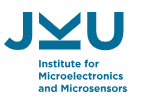 JKU
Institute for
Microelectronics
and Microsensors